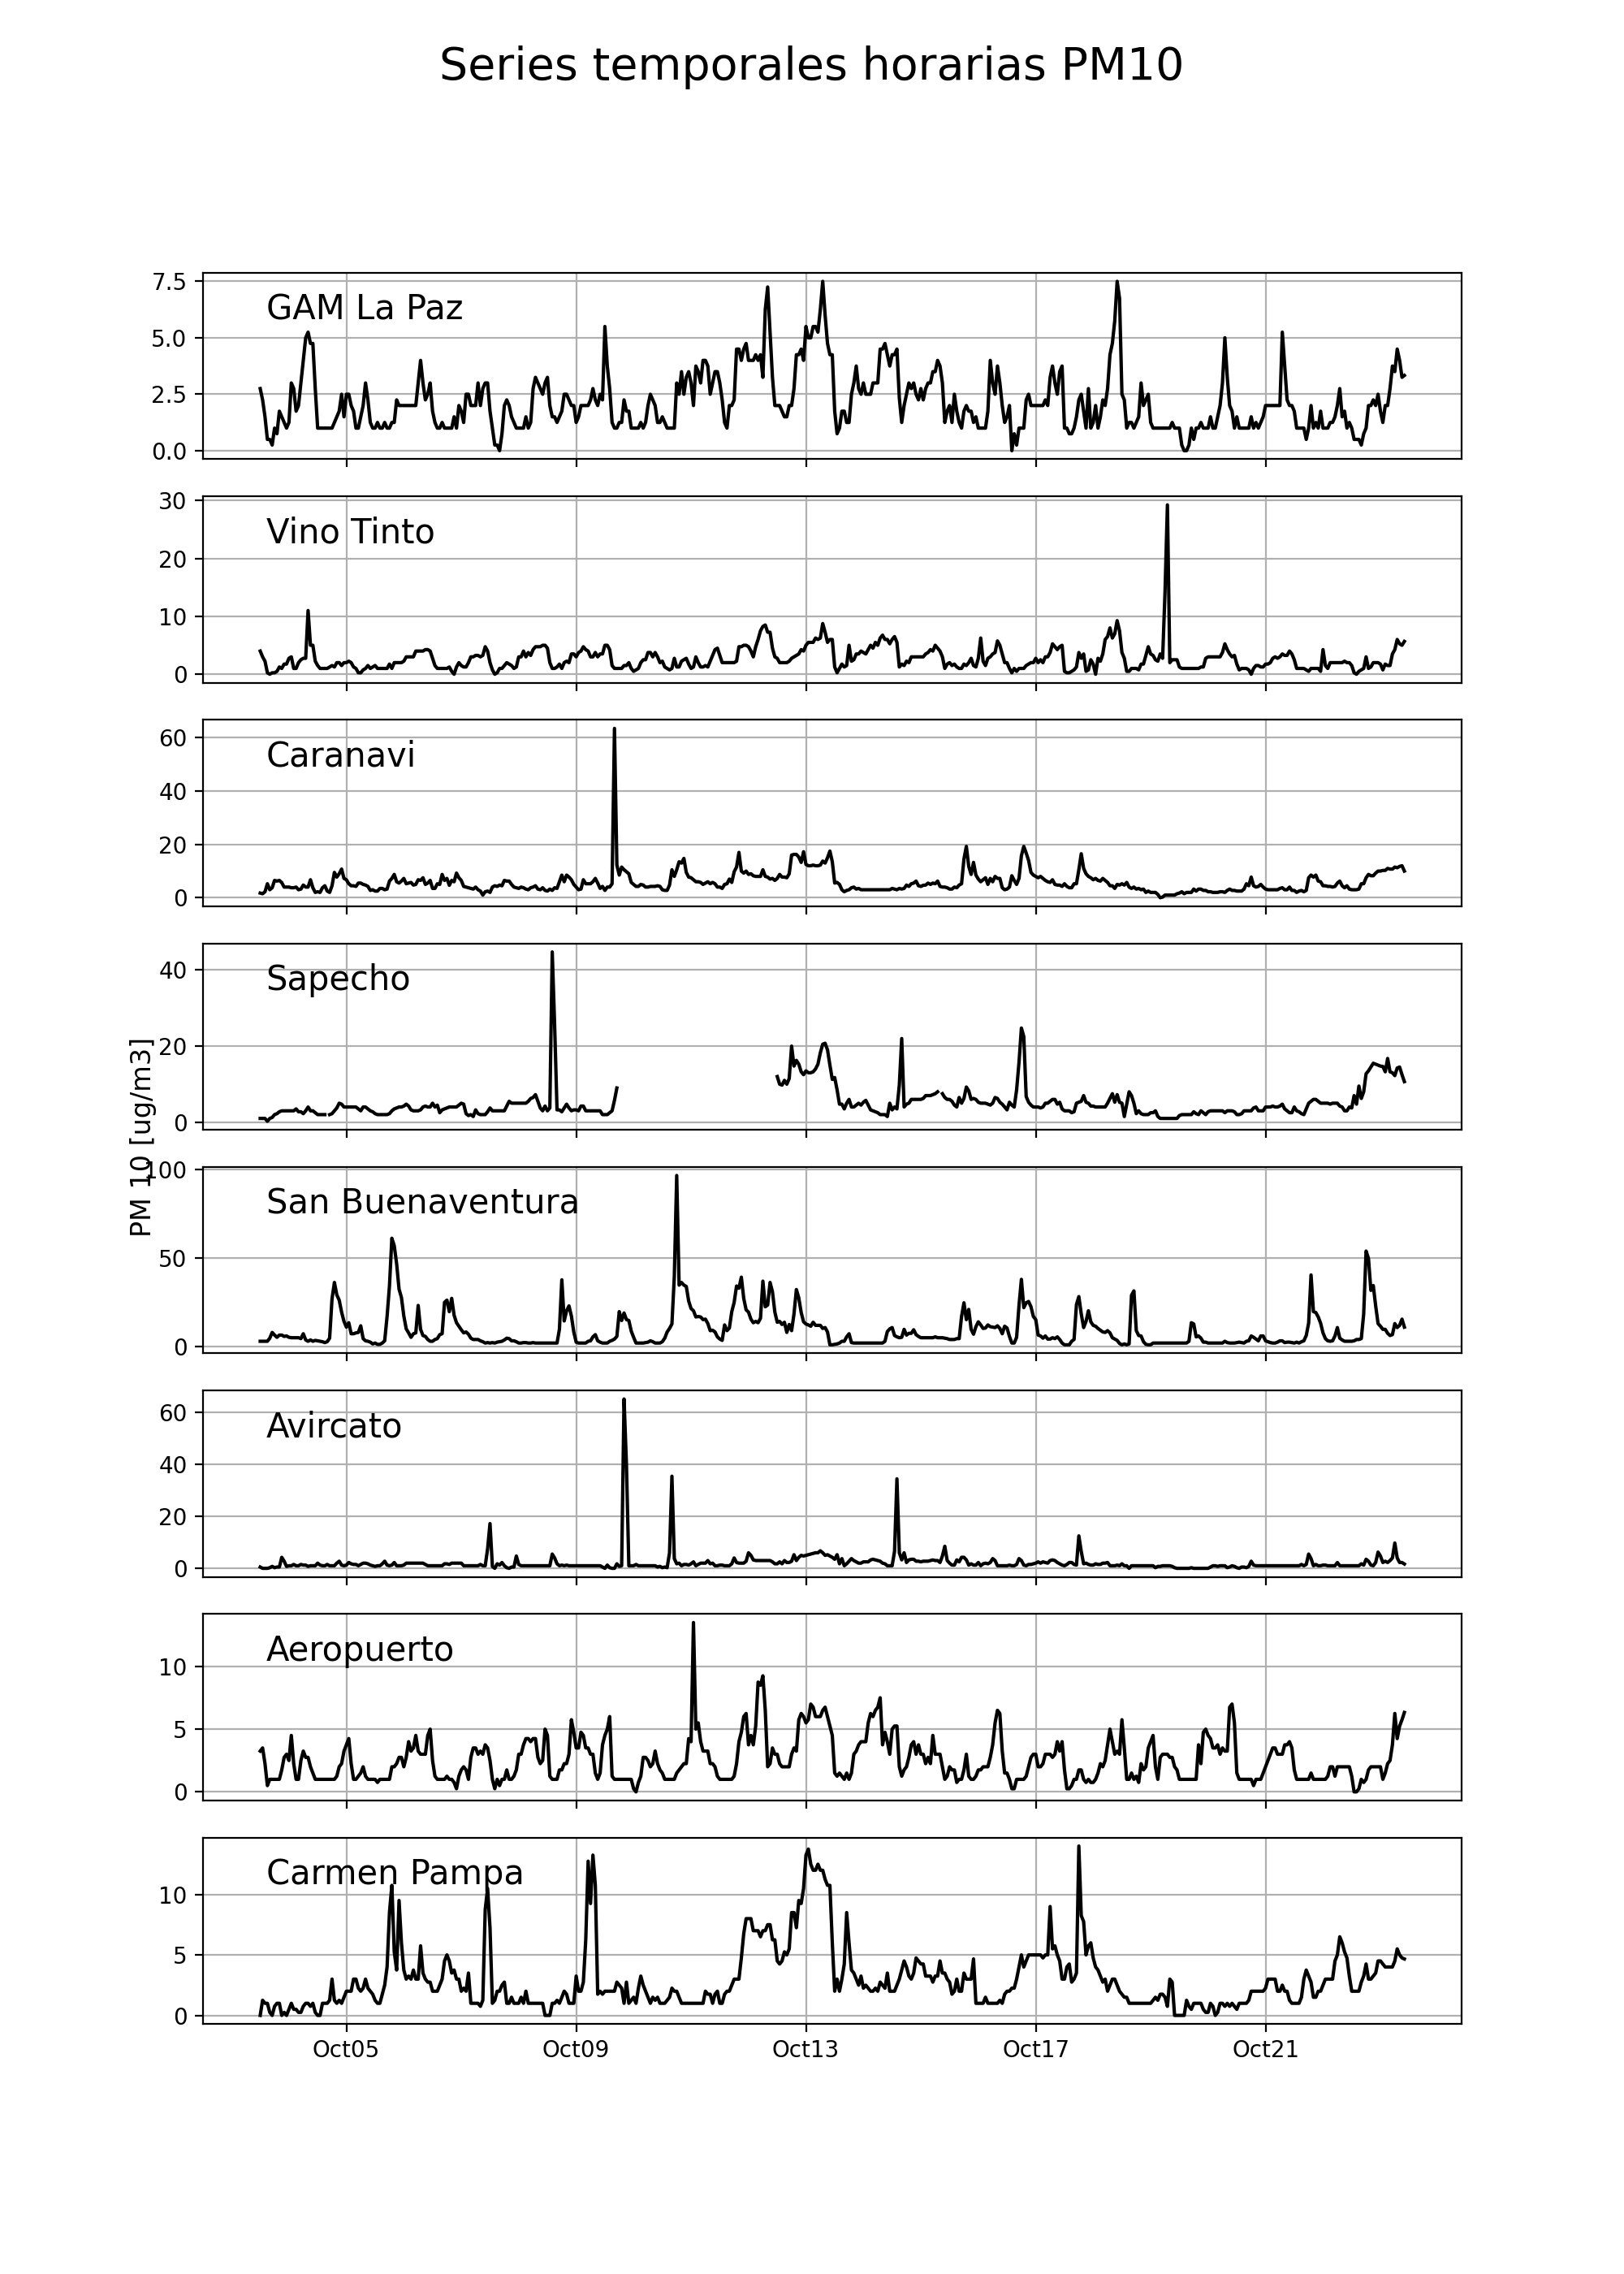 Series temporales horarias PM10
7.5
GAM La Paz
5.0
2.5
0.0
30
Vino Tinto
20
10
0
60
Caranavi
40
20
0
40
Sapecho
20
0
PM 10 [ug/m3]
100
San Buenaventura
50
0
60
Avircato
40
20
0
Aeropuerto
10
5
0
Carmen Pampa
10
5
0
Oct05 Oct09 Oct13 Oct17 Oct21